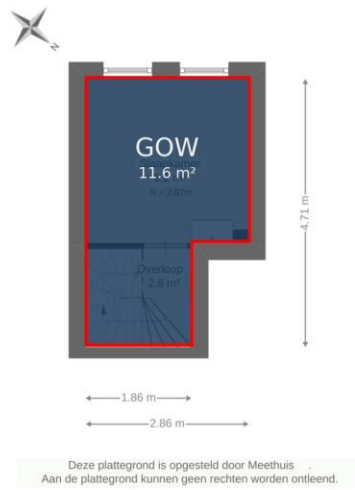 N
GOW
Slaapkamer
11.6 m²
Overloop
2.8 m²
4.71 m
1.86 m
2.86 m
Deze plattegrond is opgesteld door Meethuis .
Aan de plattegrond kunnen geen rechten worden ontleend.